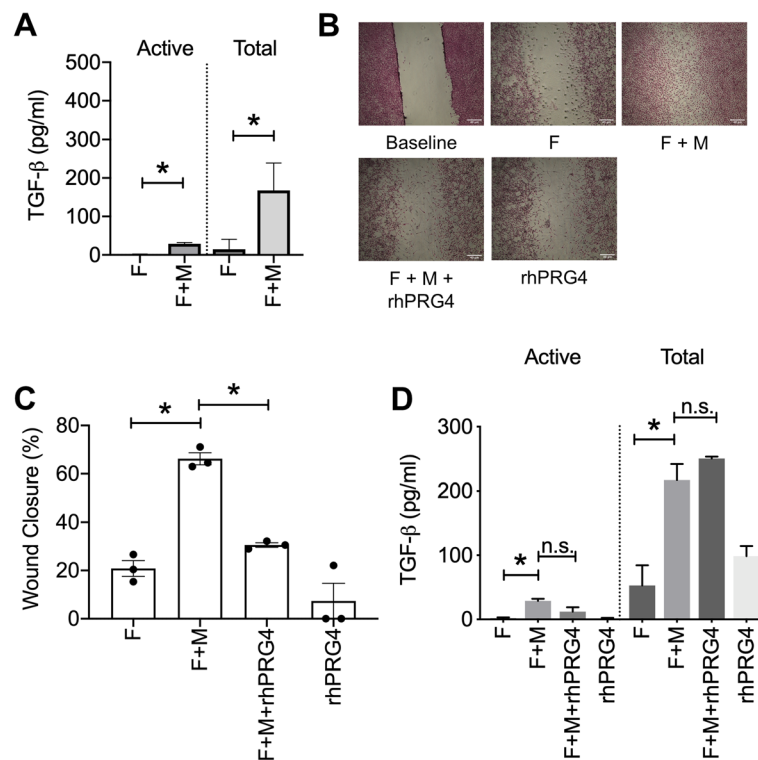 A
Active
Total
TGF-β (pg/ml)
500
400
300
200
100
0
*
*
F
F+M
F
F+M
B
Baseline
F
F + M
F + M +
rhPRG4
rhPRG4
C
Wound Closure (%)
80
60
40
20
0
*
*
F
F+M
F+M+rhPRG4
rhPRG4
D
Active
Total
TGF-β (pg/ml)
300
200
100
0
*
n.s.
*
n.s.
F
F+M
F+M+rhPRG4
rhPRG4
F
F+M
F+M+rhPRG4
rhPRG4